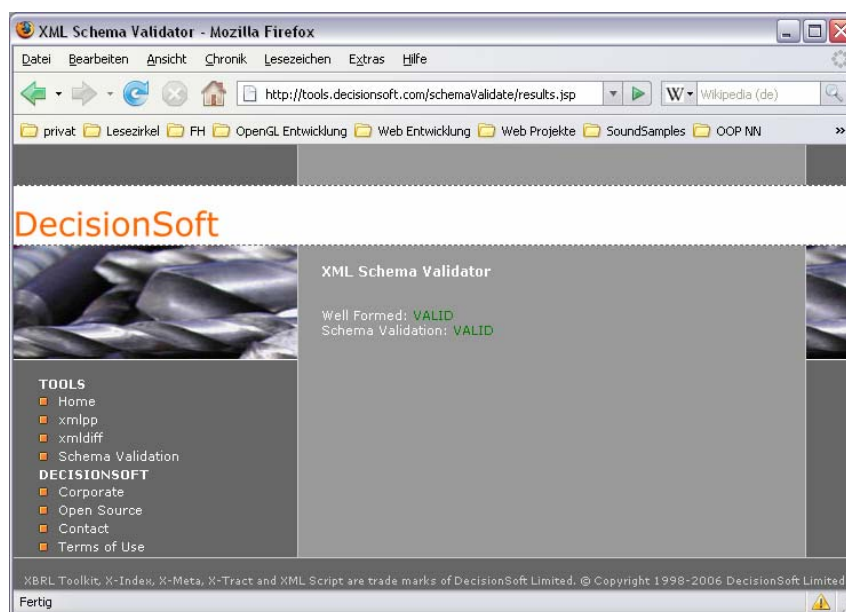 XML Schema Validator - Mozilla Firefox
Datei Bearbeiten Ansicht Chronik Lesezeichen Extras Hilfe
http://tools.decisionsoft.com/schemaValidate/results.jsp W Wikipedia (de)
privat Lesezirkel FH OpenGL Entwicklung Web Entwicklung Web Projekte SoundSamples OOP NN »
DecisionSoft
XML Schema Validator
Well Formed: VALID
Schema Validation: VALID
TOOLS
Home
xmlpp
xmldiff
Schema Validation
DECISIONSOFT
Corporate
Open Source
Contact
Terms of Use
XBRL Toolkit, X-Index, X-Meta, X-Tract and XML Script are trade marks of DecisionSoft Limited. © Copyright 1998-2006 DecisionSoft Limited
Fertig